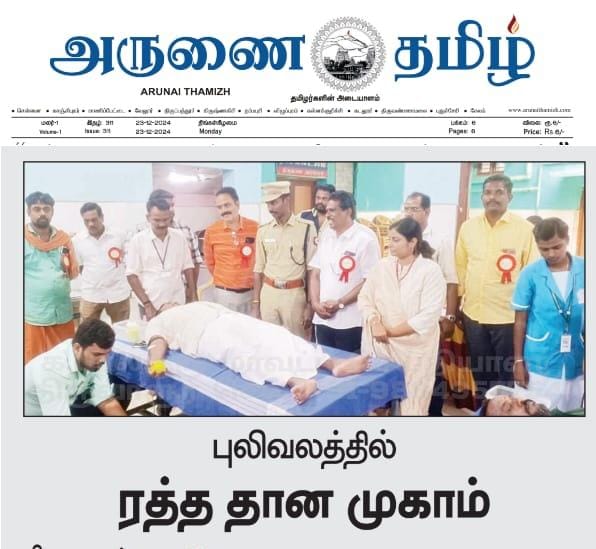 அருணை தமிழ்
ARUNAI THAMIZH
தமிழர்களின் அடையாளம்
• சென்னை • காஞ்சிபுரம் • ராணிப்பேட்டை • வேலூர் • திருப்பத்தூர் • கிருஷ்ணகிரி • தர்மபுரி • விழுப்புரம் • கள்ளக்குறிச்சி • கடலூர் • திருவண்ணாமலை • புதுச்சேரி • சேலம் www.arunaithamizh.com
மலர்-1 இதழ் 311 23-12-2024 திங்கள்கிழமை பக்கம் 6 விலை: ரூ.6/-
Volume-1 Issue 311 23-12-2024 Monday Pages: 6 Price: Rs 6/-
புலிவலத்தில்
ரத்த தான முகாம்